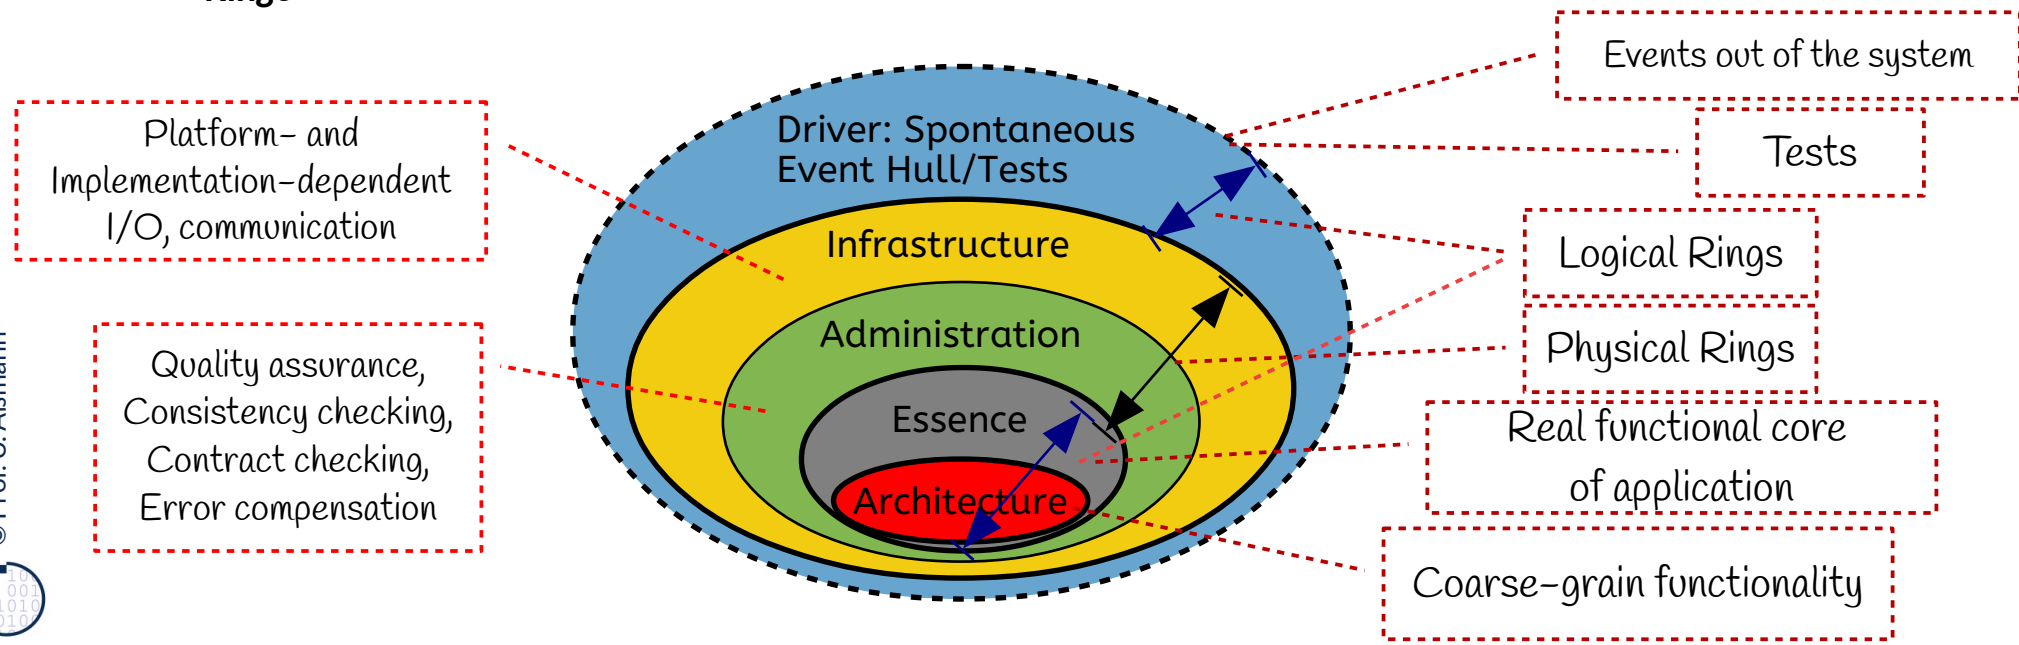 Events out of the system
Driver: Spontaneous
Event Hull/Tests
Tests
Platform- and
Implementation-dependent
I/O, communication
Infrastructure
Logical Rings
Administration
Physical Rings
Quality assurance,
Consistency checking,
Contract checking,
Error compensation
Essence
Real functional core
of application
Architecture
Coarse-grain functionality